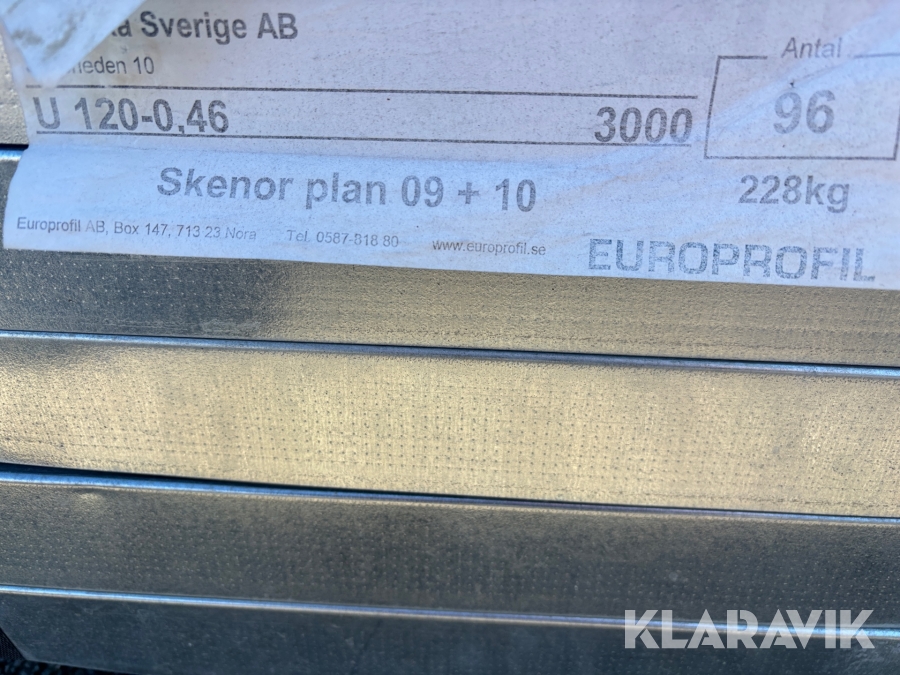 Sverige AB
10
Antal
U 120-0,46 3000 96
Skenor plan 09 + 10 228kg
Europrofil AB, Box 147, 713 23 Nora Tel. 0587-818 80 www.europrofil.se EUROPROFIL
KLARAVIK